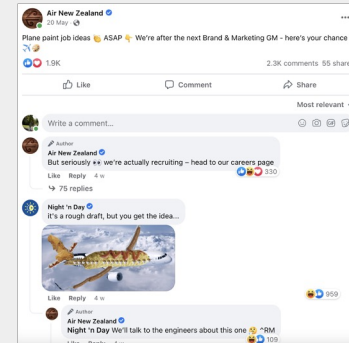 Air New Zealand
20 May ·
Plane paint job ideas 👋 ASAP 👇 We're after the next Brand & Marketing GM - here's your chance
✈️🥔
1.9K
2.3K comments 55 share
Like
Comment
Share
Most relevant
Write a comment...
GIF
Author
Air New Zealand
But seriously 👀 we're actually recruiting – head to our careers page
330
Like Reply 4 w
75 replies
Night 'n Day
it's a rough draft, but you get the idea...
959
Like Reply 4 w
Author
Air New Zealand
Night 'n Day We'll talk to the engineers about this one 🫡 ^RM
109